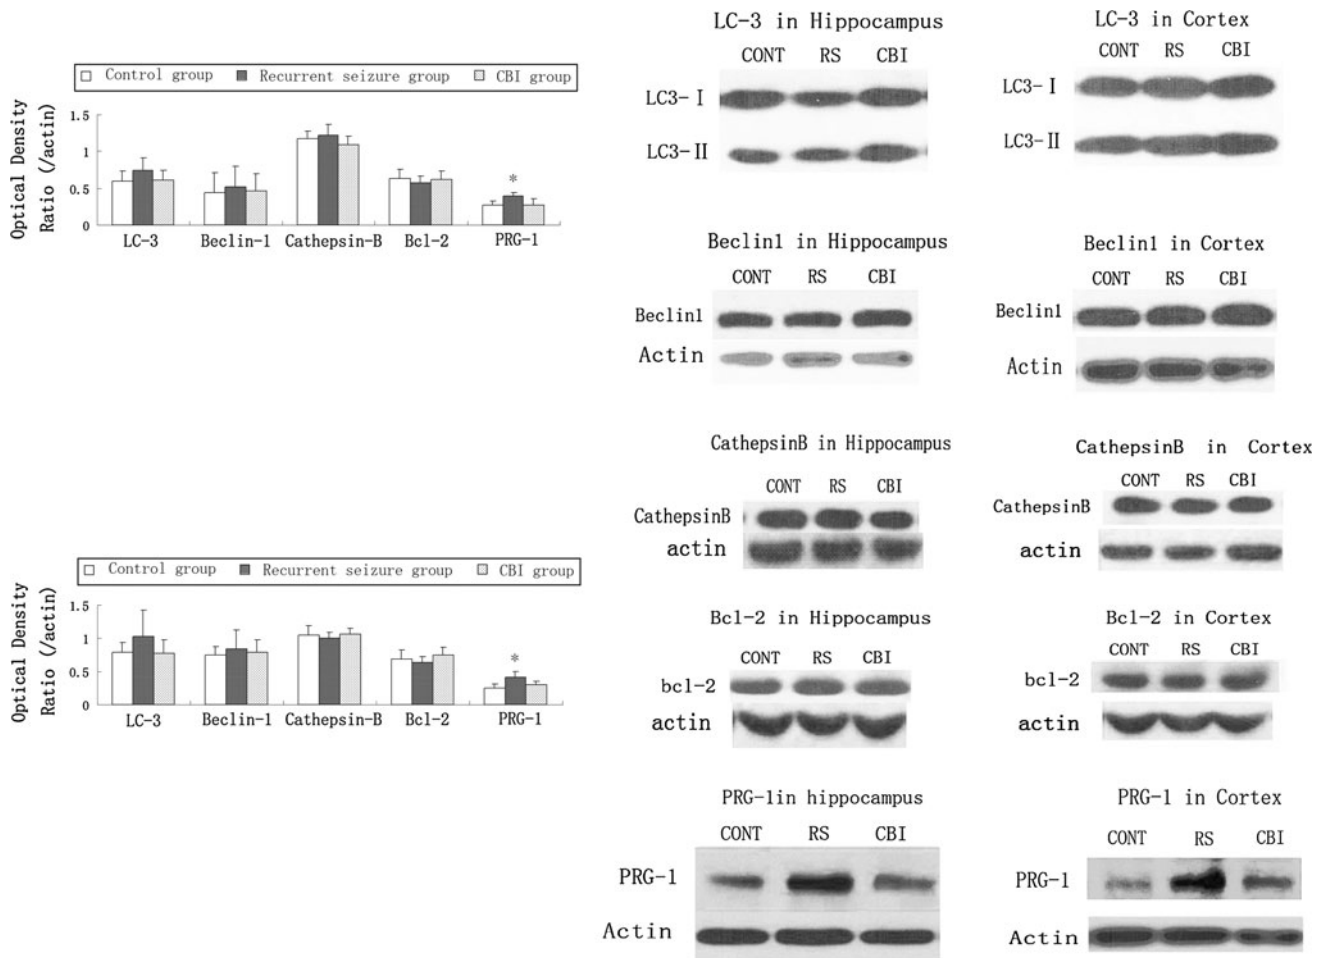 Control group Recurrent seizure group CBI group
Optical Density
Ratio (/actin)
1.5
1
0.5
0
*
LC-3 Beclin-1 Cathepsin-B Bcl-2 PRG-1
Control group Recurrent seizure group CBI group
Optical Density
Ratio (/actin)
1.5
1
0.5
0
*
LC-3 Beclin-1 Cathepsin-B Bcl-2 PRG-1
LC-3 in Hippocampus
CONT RS CBI
LC3-Ⅰ
LC3-Ⅱ
LC-3 in Cortex
CONT RS CBI
LC3-Ⅰ
LC3-Ⅱ
Beclin1 in Hippocampus
CONT RS CBI
Beclin1
Actin
Beclin1 in Cortex
CONT RS CBI
Beclin1
Actin
CathepsinB in Hippocampus
CONT RS CBI
CathepsinB
actin
CathepsinB in Cortex
CONT RS CBI
CathepsinB
actin
Bcl-2 in Hippocampus
CONT RS CBI
bcl-2
actin
Bcl-2 in Cortex
CONT RS CBI
bcl-2
actin
PRG-1in hippocampus
CONT RS CBI
PRG-1
Actin
PRG-1 in Cortex
CONT RS CBI
PRG-1
Actin